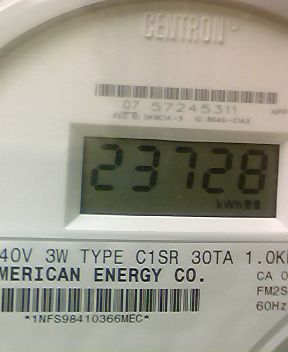 CENTRON®
07 57245311
23728
kWh
40V 3W TYPE C1SR 30TA 1.0K
MERICAN ENERGY CO.
CA 0
FM2S
60Hz
*1NFS98410366MEC*